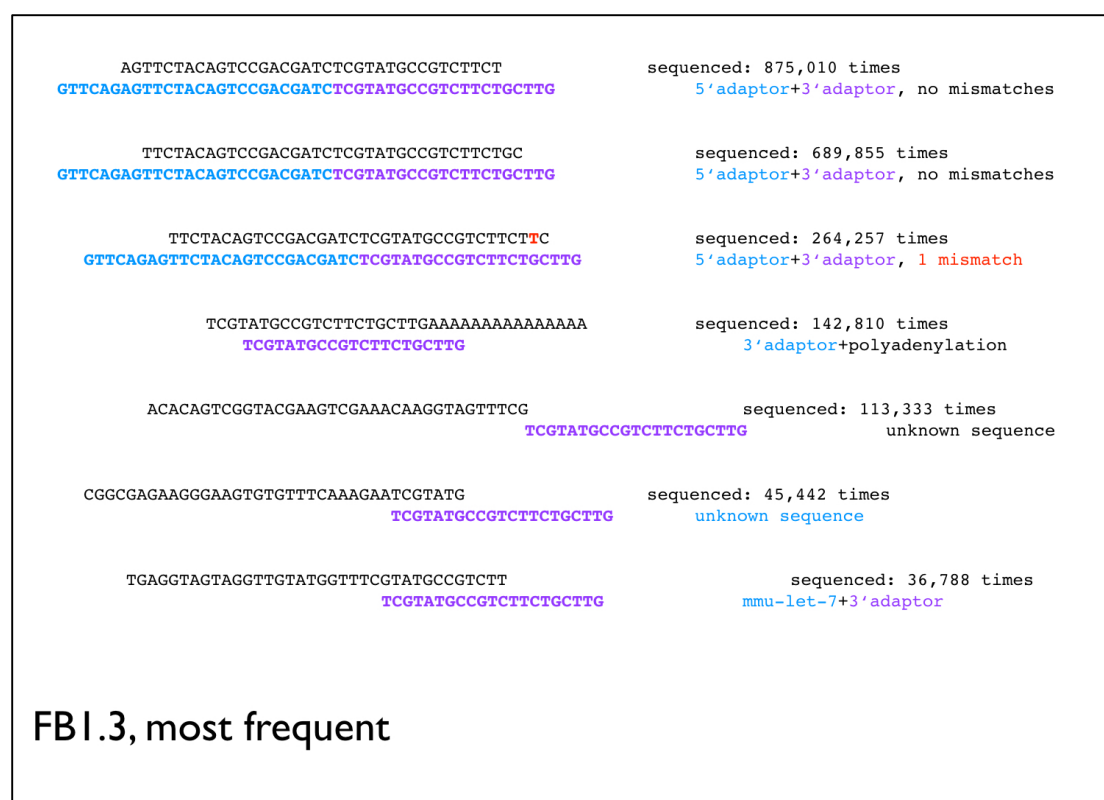 AGTTCTACAGTCCGACGATCTCGTATGCCGTCTTCT sequenced: 875,010 times
GTTCAGAGTTCTACAGTCCGACGATCTCGTATGCCGTCTTCTGCTTG 5‘adaptor+3‘adaptor, no mismatches
TTCTACAGTCCGACGATCTCGTATGCCGTCTTCTGC sequenced: 689,855 times
GTTCAGAGTTCTACAGTCCGACGATCTCGTATGCCGTCTTCTGCTTG 5‘adaptor+3‘adaptor, no mismatches
TTCTACAGTCCGACGATCTCGTATGCCGTCTTCTTC sequenced: 264,257 times
GTTCAGAGTTCTACAGTCCGACGATCTCGTATGCCGTCTTCTGCTTG 5‘adaptor+3‘adaptor, 1 mismatch
TCGTATGCCGTCTTCTGCTTGAAAAAAAAAAAAAAA sequenced: 142,810 times
TCGTATGCCGTCTTCTGCTTG 3‘adaptor+polyadenylation
ACACAGTCGGTACGAAGTCGAAACAAGGTAGTTTCG sequenced: 113,333 times
TCGTATGCCGTCTTCTGCTTG unknown sequence
CGGCGAGAAGGGAAGTGTGTTTCAAAGAATCGTATG sequenced: 45,442 times
TCGTATGCCGTCTTCTGCTTG unknown sequence
TGAGGTAGTAGGTTGTATGGTTTCGTATGCCGTCTT sequenced: 36,788 times
TCGTATGCCGTCTTCTGCTTG mmu-let-7+3‘adaptor
FB1.3, most frequent